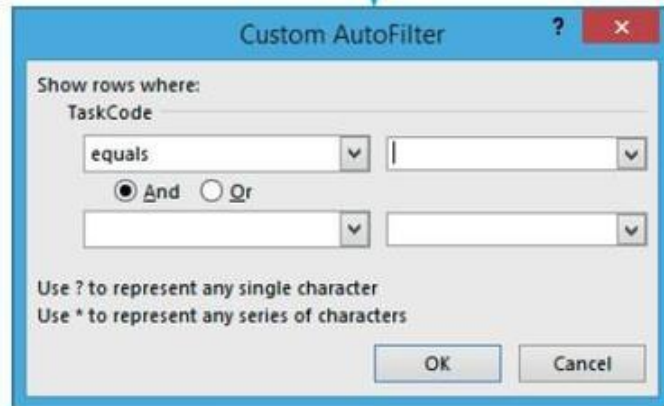 Custom AutoFilter ?
Show rows where:
TaskCode
equals
And Or
Use ? to represent any single character
Use * to represent any series of characters
OK Cancel